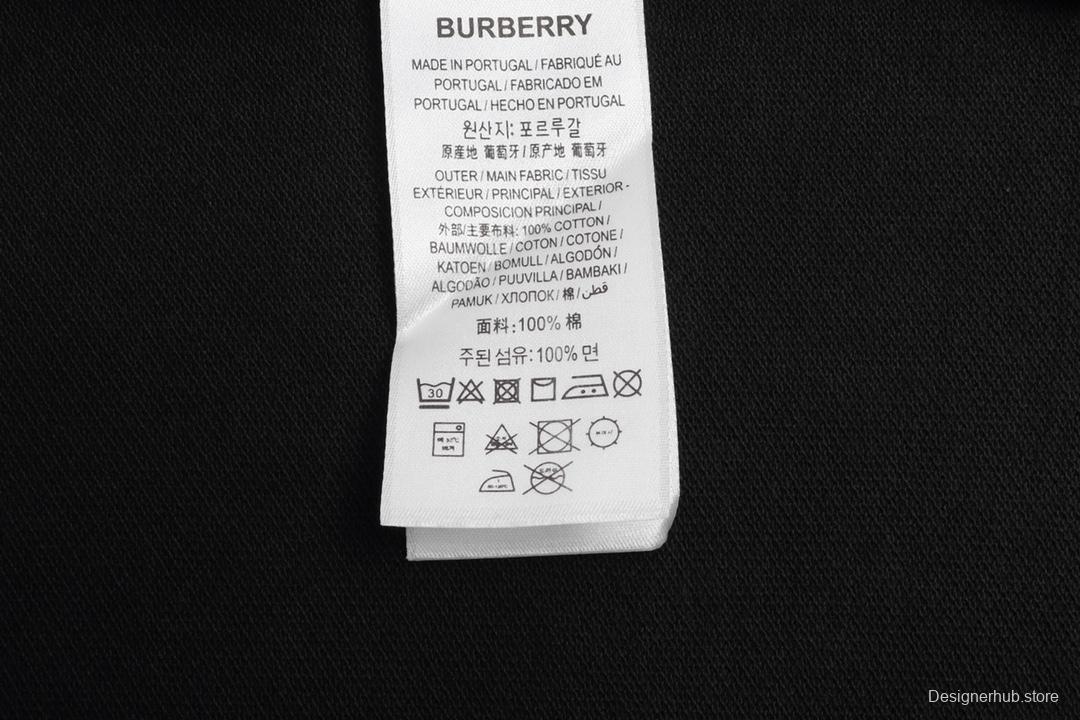 BURBERRY
MADE IN PORTUGAL / FABRIQUÉ AU
PORTUGAL / FABRICADO EM
PORTUGAL / HECHO EN PORTUGAL
원산지: 포르루갈
原産地 葡萄牙 / 原产地 葡萄牙
OUTER / MAIN FABRIC / TISSU
EXTÉRIEUR / PRINCIPAL / EXTERIOR -
COMPOSICION PRINCIPAL /
外部/主要布料: 100% COTTON /
BAUMWOLLE / COTON / COTONE /
KATOEN / BOMULL / ALGODÓN /
ALGODÃO / PUUVILLA / BAMBAKI /
PAMUK / ХЛОПОК / 棉 / قطن
面料: 100% 棉
주된 섬유: 100% 면
30
Designerhub.store